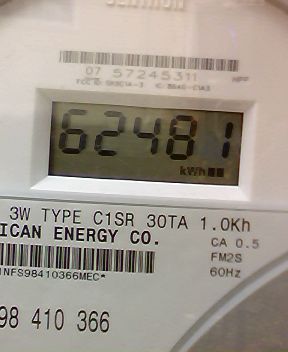 07 57245311
62481
kWh
3W TYPE C1SR 30TA 1.0Kh
ICAN ENERGY CO.
CA 0.5
FM2S
60Hz
NFS98410366MEC*
98 410 366